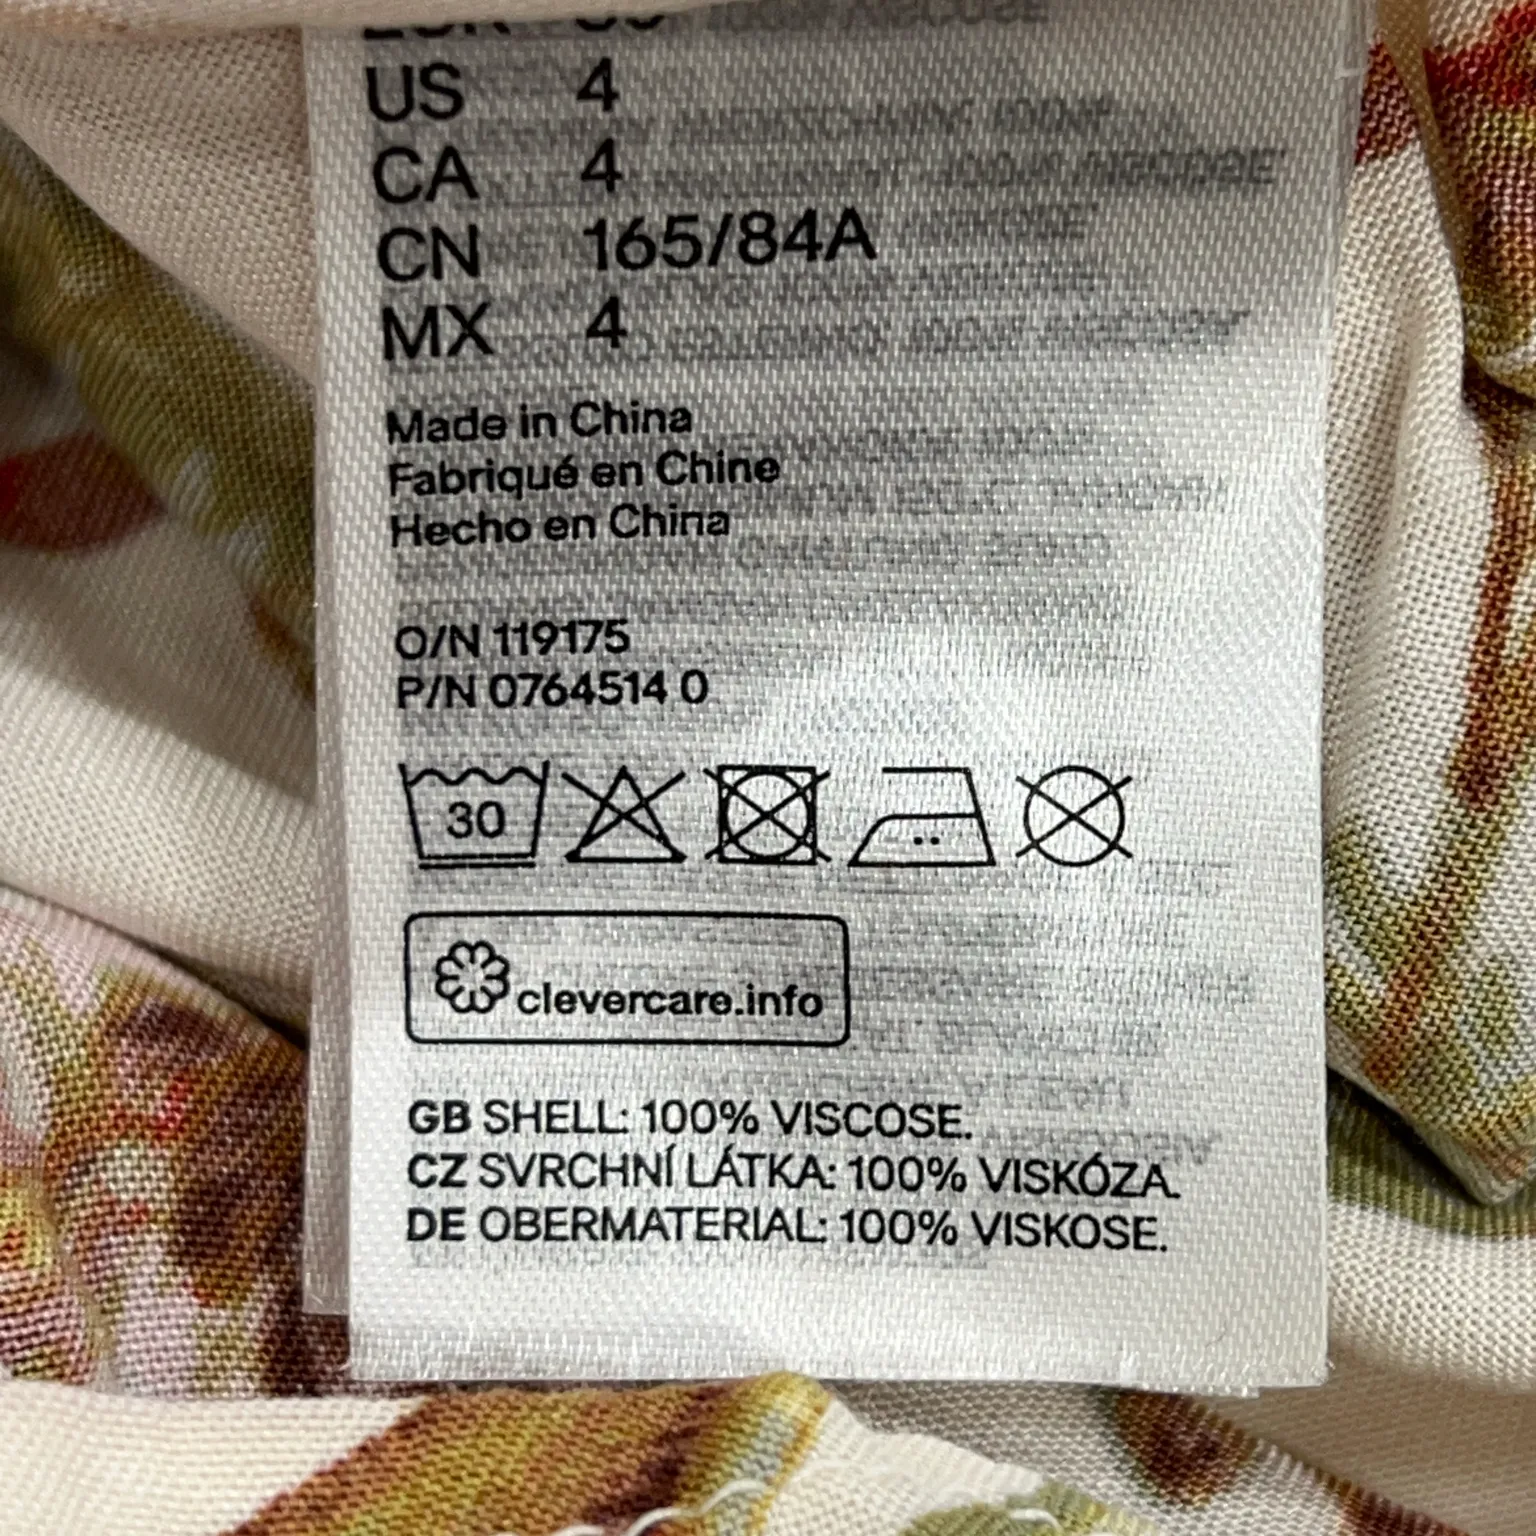 US 4
CA 4
CN 165/84A
MX 4
Made in China
Fabriqué en Chine
Hecho en China
O/N 119175
P/N 0764514 0
30
clevercare.info
GB SHELL: 100% VISCOSE.
CZ SVRCHNÍ LÁTKA: 100% VISKÓZA.
DE OBERMATERIAL: 100% VISKOSE.